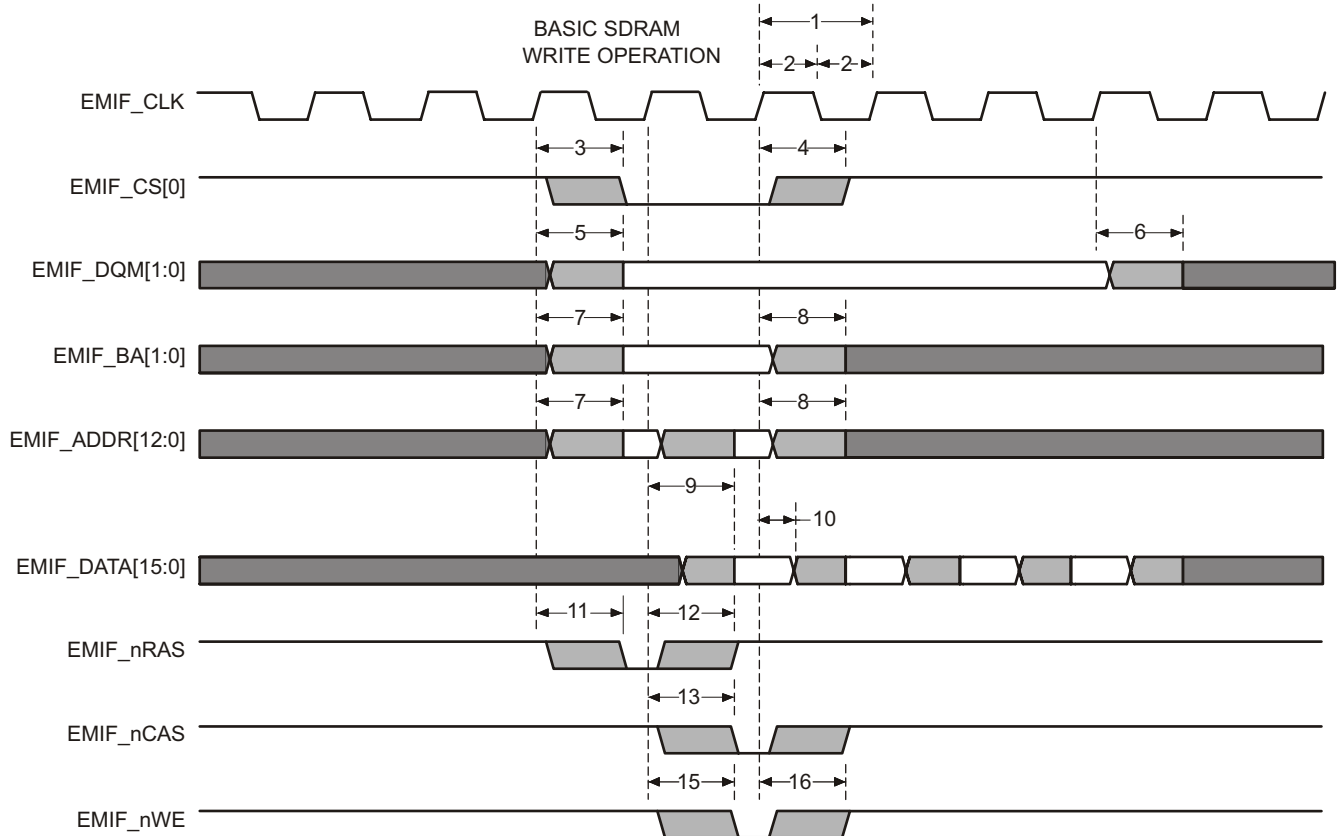 BASIC SDRAM
WRITE OPERATION
1
2 2
EMIF_CLK
3 4
EMIF_CS[0]
5 6
EMIF_DQM[1:0]
7 8
EMIF_BA[1:0]
7 8
EMIF_ADDR[12:0]
9
10
EMIF_DATA[15:0]
11 12
EMIF_nRAS
13
EMIF_nCAS
15 16
EMIF_nWE